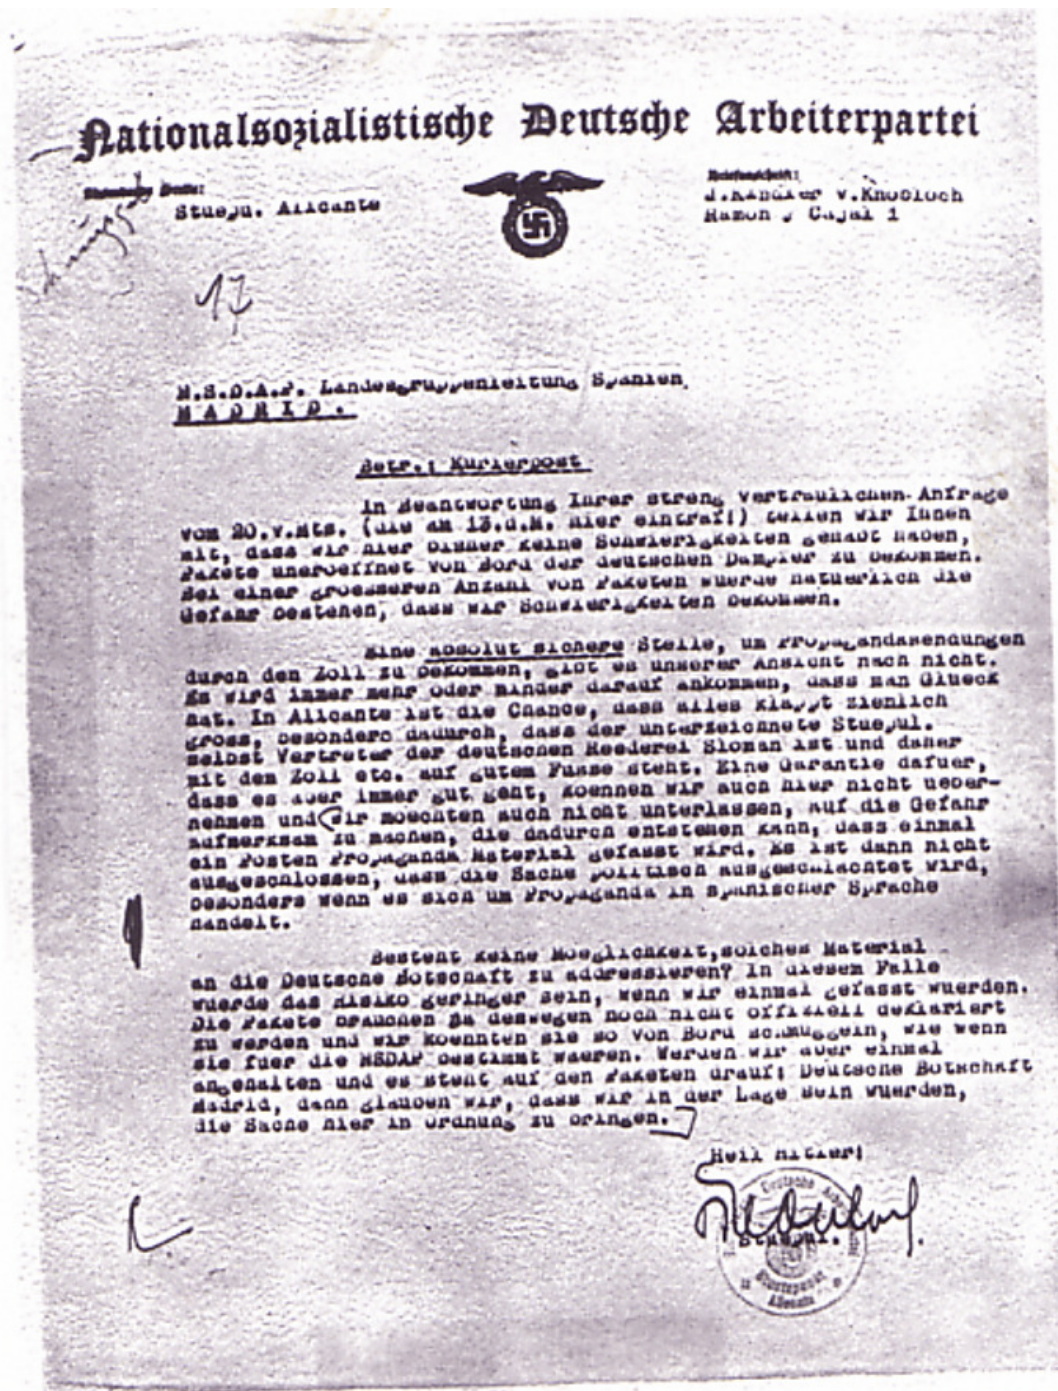 Nationalsozialistische Deutsche Arbeiterpartei
Stuepu. Alicante
J.Kindler v.Knobloch
Ramon y Cajal 1
17
N.S.D.A.P. Landesgruppenleitung Spanien,
MADRID.
Betr.: Kurierpost
In Beantwortung Ihrer streng vertraulichen Anfrage
vom 20.v.Mts. (die am 13.d.M. hier eintraf!) teilen wir Ihnen
mit, dass wir hier bisher keine Schwierigkeiten gehabt haben,
Pakete uneroeffnet von Bord der deutschen Dampfer zu bekommen.
Bei einer groesseren Anzahl von Paketen wuerde natuerlich die
Gefahr bestehen, dass wir Schwierigkeiten bekommen.
Eine absolut sichere Stelle, um Propagandasendungen
durch den Zoll zu bekommen, gibt es unserer Ansicht nach nicht.
Es wird immer mehr oder minder darauf ankommen, dass man Glueck
hat. In Alicante ist die Chance, dass alles klappt ziemlich
gross, besonders dadurch, dass der unterzeichnete Stuepul.
selbst Vertreter der deutschen Reederei Sloman ist und daher
mit dem Zoll etc. auf gutem Fusse steht. Eine Garantie dafuer,
dass es aber immer gut geht, koennen wir auch hier nicht ueber-
nehmen und wir moechten auch nicht unterlassen, auf die Gefahr
aufmerksam zu machen, die dadurch entstehen kann, dass einmal
ein Posten Propaganda Material gefasst wird. Es ist dann nicht
ausgeschlossen, dass die Sache politisch ausgeschlachtet wird,
besonders wenn es sich um Propaganda in spanischer Sprache
handelt.
Besteht keine Moeglichkeit,solches Material
an die Deutsche Botschaft zu addressieren? In diesem Falle
wuerde das Risiko geringer sein, wenn wir einmal gefasst wuerden.
Die Pakete brauchen ja deswegen noch nicht offiziell deklariert
zu werden und wir koennten sie so von Bord schmuggeln, wie wenn
sie fuer die NSDAP bestimmt waeren. Werden wir aber einmal
angehalten und es steht auf den Paketen drauf: Deutsche Botschaft
Madrid, dann glauben wir, dass wir in der Lage sein wuerden,
die Sache hier in Ordnung zu bringen.
Heil Hitler!
Stuepul.
Deutsche
Stuetzpunkt
Alicante